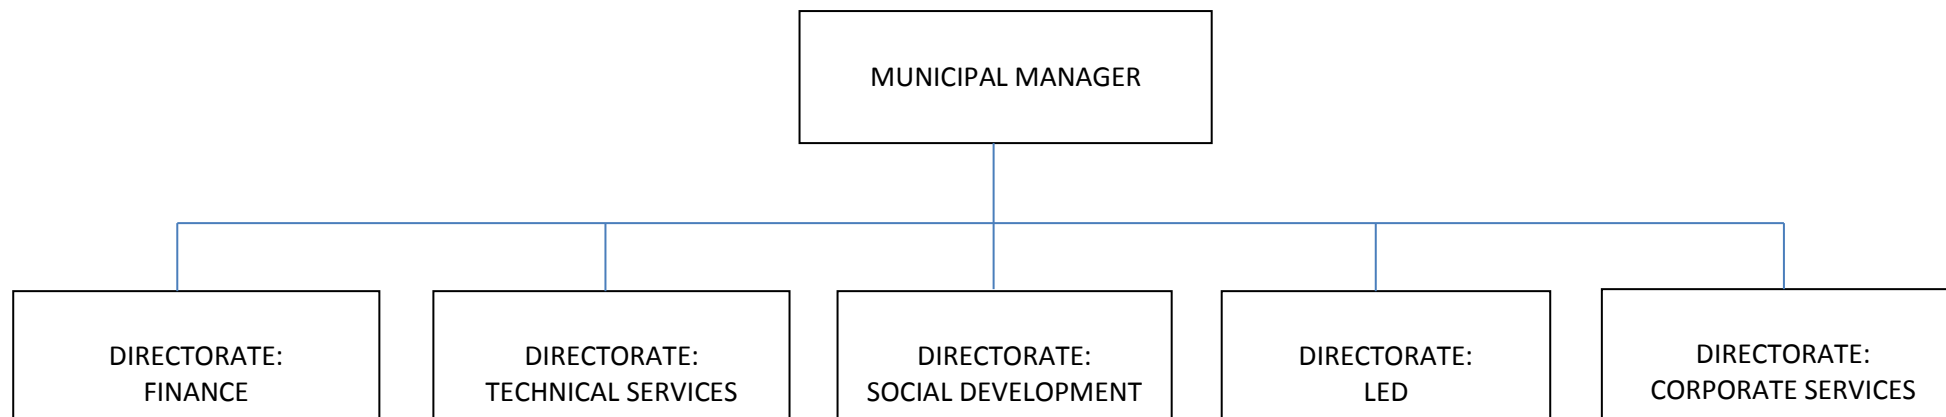 MUNICIPAL MANAGER
DIRECTORATE:
FINANCE
DIRECTORATE:
TECHNICAL SERVICES
DIRECTORATE:
SOCIAL DEVELOPMENT
DIRECTORATE:
LED
DIRECTORATE:
CORPORATE SERVICES